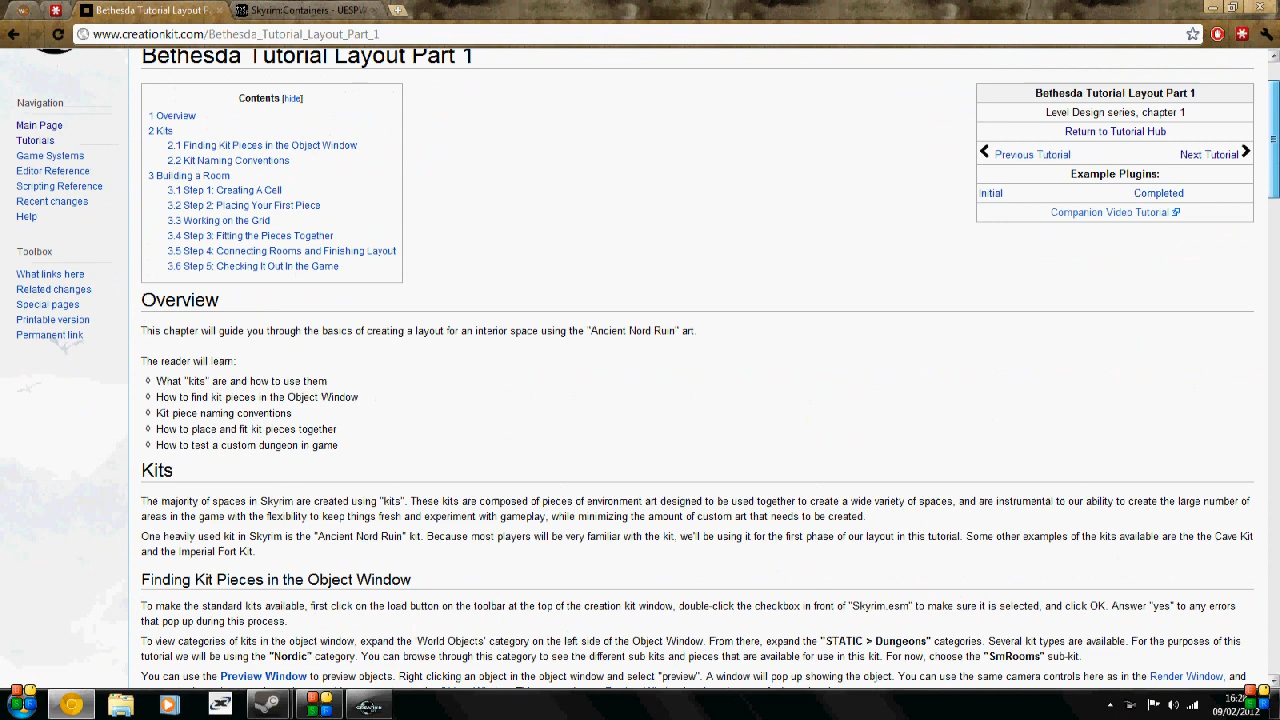 Bethesda Tutorial Layout P
Skyrim:Containers - UESPW
www.creationkit.com/Bethesda_Tutorial_Layout_Part_1
Bethesda Tutorial Layout Part 1
Navigation
Main Page
Tutorials
Game Systems
Editor Reference
Scripting Reference
Recent changes
Help
Toolbox
What links here
Related changes
Special pages
Printable version
Permanent link
Contents [hide]
1 Overview
2 Kits
2.1 Finding Kit Pieces in the Object Window
2.2 Kit Naming Conventions
3 Building a Room
3.1 Step 1: Creating A Cell
3.2 Step 2: Placing Your First Piece
3.3 Working on the Grid
3.4 Step 3: Fitting the Pieces Together
3.5 Step 4: Connecting Rooms and Finishing Layout
3.6 Step 5: Checking It Out In the Game
Bethesda Tutorial Layout Part 1
Level Design series, chapter 1
Return to Tutorial Hub
Previous Tutorial Next Tutorial
Example Plugins:
Initial Completed
Companion Video Tutorial
Overview
This chapter will guide you through the basics of creating a layout for an interior space using the "Ancient Nord Ruin" art.
The reader will learn:
What "kits" are and how to use them
How to find kit pieces in the Object Window
Kit piece naming conventions
How to place and fit kit pieces together
How to test a custom dungeon in game
Kits
The majority of spaces in Skyrim are created using "kits". These kits are composed of pieces of environment art designed to be used together to create a wide variety of spaces, and are instrumental to our ability to create the large number of
areas in the game with the flexibility to keep things fresh and experiment with gameplay, while minimizing the amount of custom art that needs to be created.
One heavily used kit in Skyrim is the "Ancient Nord Ruin" kit. Because most players will be very familiar with the kit, we'll be using it for the first phase of our layout in this tutorial. Some other examples of the kits available are the the Cave Kit
and the Imperial Fort Kit.
Finding Kit Pieces in the Object Window
To make the standard kits available, first click on the load button on the toolbar at the top of the creation kit window, double-click the checkbox in front of "Skyrim.esm" to make sure it is selected, and click OK. Answer "yes" to any errors
that pop up during this process.
To view categories of kits in the object window, expand the 'World Objects' category on the left side of the Object Window. From there, expand the "STATIC > Dungeons" categories. Several kit types are available. For the purposes of this
tutorial we will be using the "Nordic" category. You can browse through this category to see the different sub kits and pieces that are available for use in this kit. For now, choose the "SmRooms" sub-kit.
You can use the Preview Window to preview objects. Right clicking an object in the object window and select "preview". A window will pop up showing the object. You can use the same camera controls here as in the Render Window, and
09/02/2012